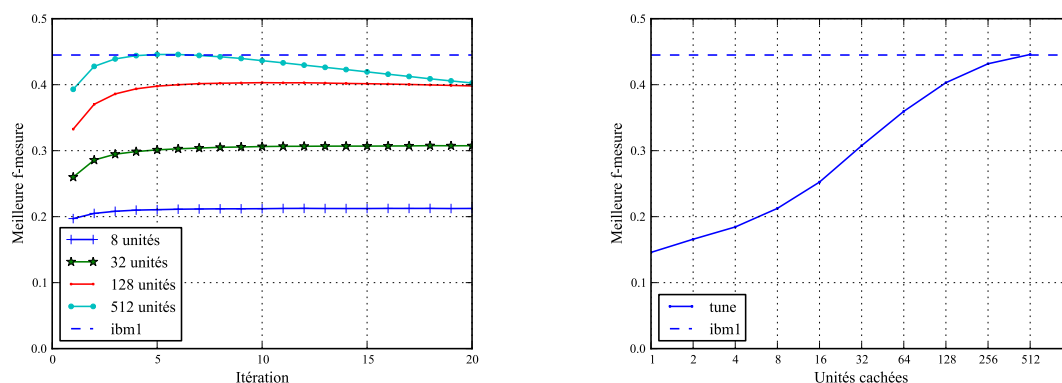 0.5
0.4
0.3
0.2
0.1
0.0
Meilleure f-mesure
8 unités
32 unités
128 unités
512 unités
ibm1
0 5 10 15 20
Itération
0.5
0.4
0.3
0.2
0.1
0.0
Meilleure f-mesure
tune
ibm1
1 2 4 8 16 32 64 128 256 512
Unités cachées